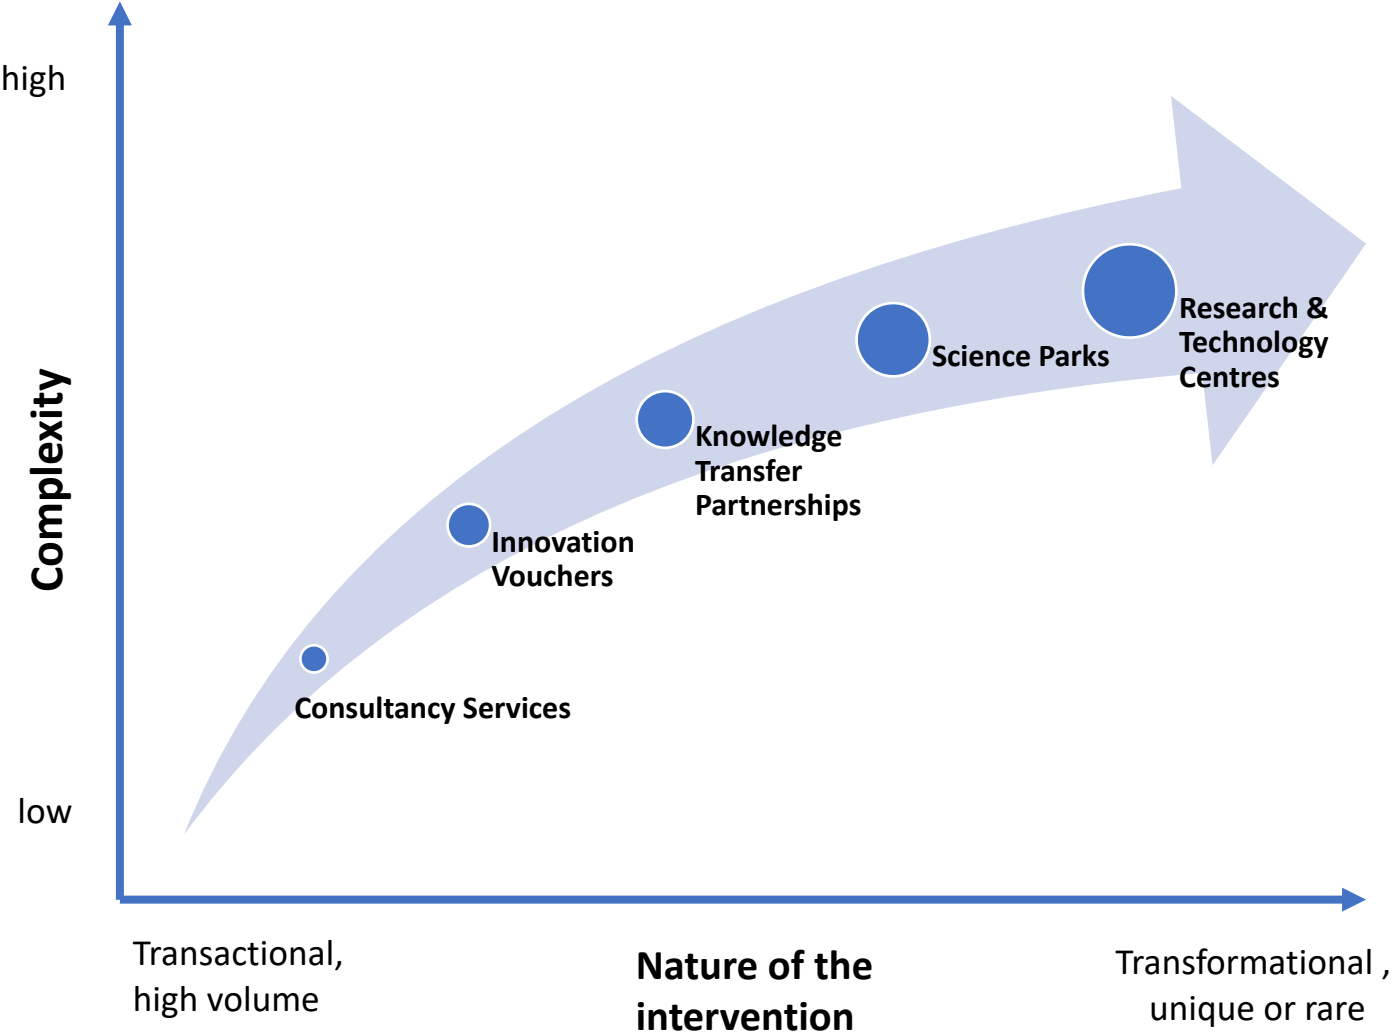 high
Complexity
low
Research &
Technology
Centres
Science Parks
Knowledge
Transfer
Partnerships
Innovation
Vouchers
Consultancy Services
Transactional,
high volume
Nature of the
intervention
Transformational ,
unique or rare